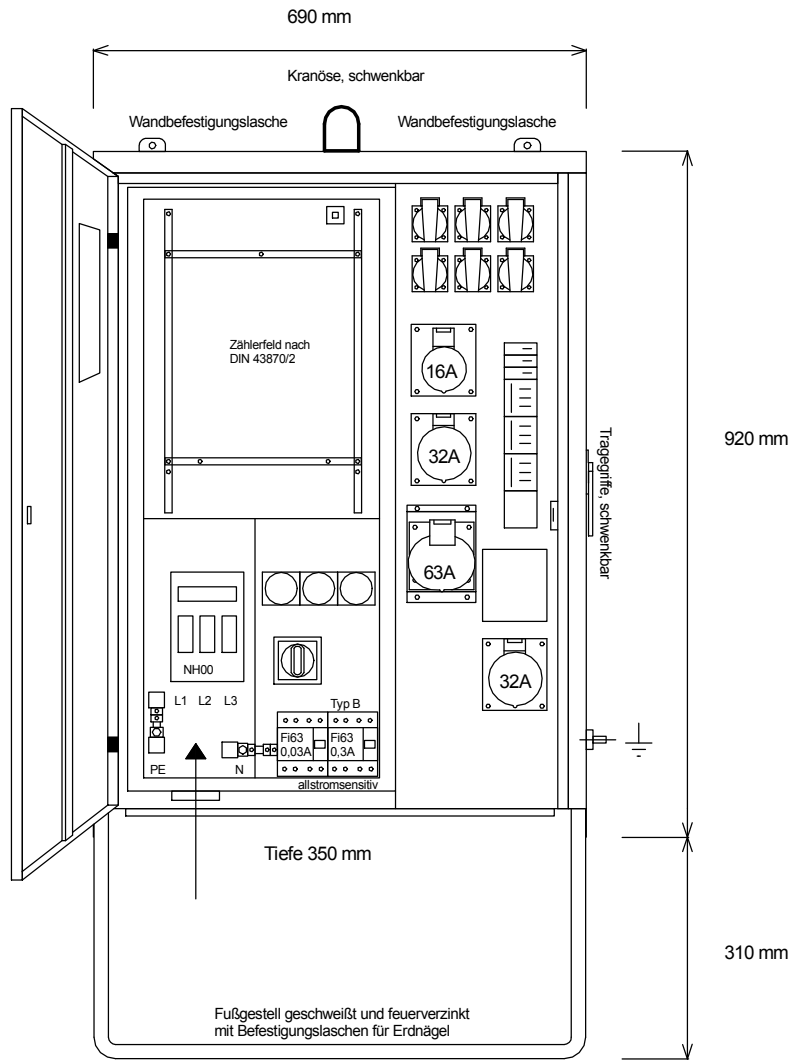 690 mm
Kranöse, schwenkbar
Wandbefestigungslasche
Wandbefestigungslasche
Zählerfeld nach
DIN 43870/2
16A
32A
63A
32A
Tragegriffe, schwenkbar
920 mm
NH00
L1 L2 L3
PE
N
Typ B
Fi63
0,03A
Fi63
0,3A
allstromsensitiv
Tiefe 350 mm
310 mm
Fußgestell geschweißt und feuerverzinkt
mit Befestigungslaschen für Erdnägel